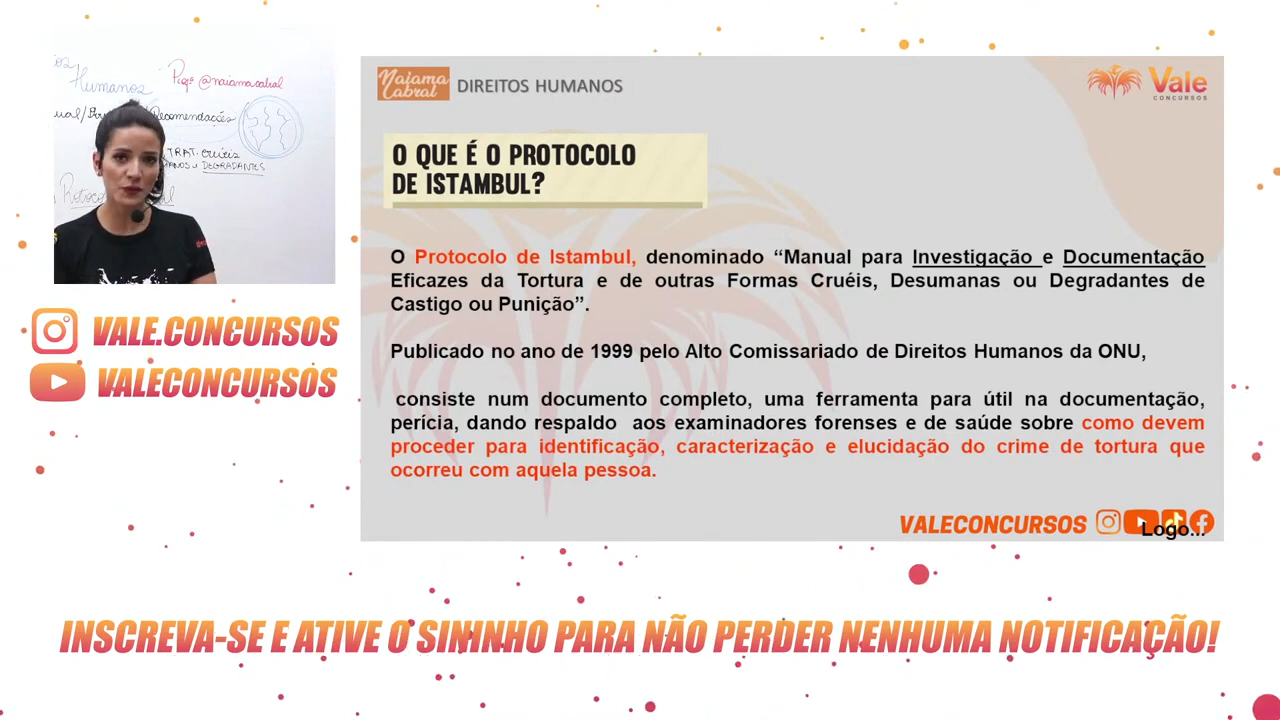 Humanos
Profª @naiamacabral
Recomendações
TRAT. cruéis
DEGRADANTES
Naiama
Cabral
DIREITOS HUMANOS
Vale
CONCURSOS
O QUE É O PROTOCOLO
DE ISTAMBUL?
O Protocolo de Istambul, denominado “Manual para Investigação e Documentação
Eficazes da Tortura e de outras Formas Cruéis, Desumanas ou Degradantes de
Castigo ou Punição”.
Publicado no ano de 1999 pelo Alto Comissariado de Direitos Humanos da ONU,
consiste num documento completo, uma ferramenta para útil na documentação,
perícia, dando respaldo aos examinadores forenses e de saúde sobre como devem
proceder para identificação, caracterização e elucidação do crime de tortura que
ocorreu com aquela pessoa.
VALECONCURSOS
Logo...
VALE.CONCURSOS
VALECONCURSOS
INSCREVA-SE E ATIVE O SININHO PARA NÃO PERDER NENHUMA NOTIFICAÇÃO!